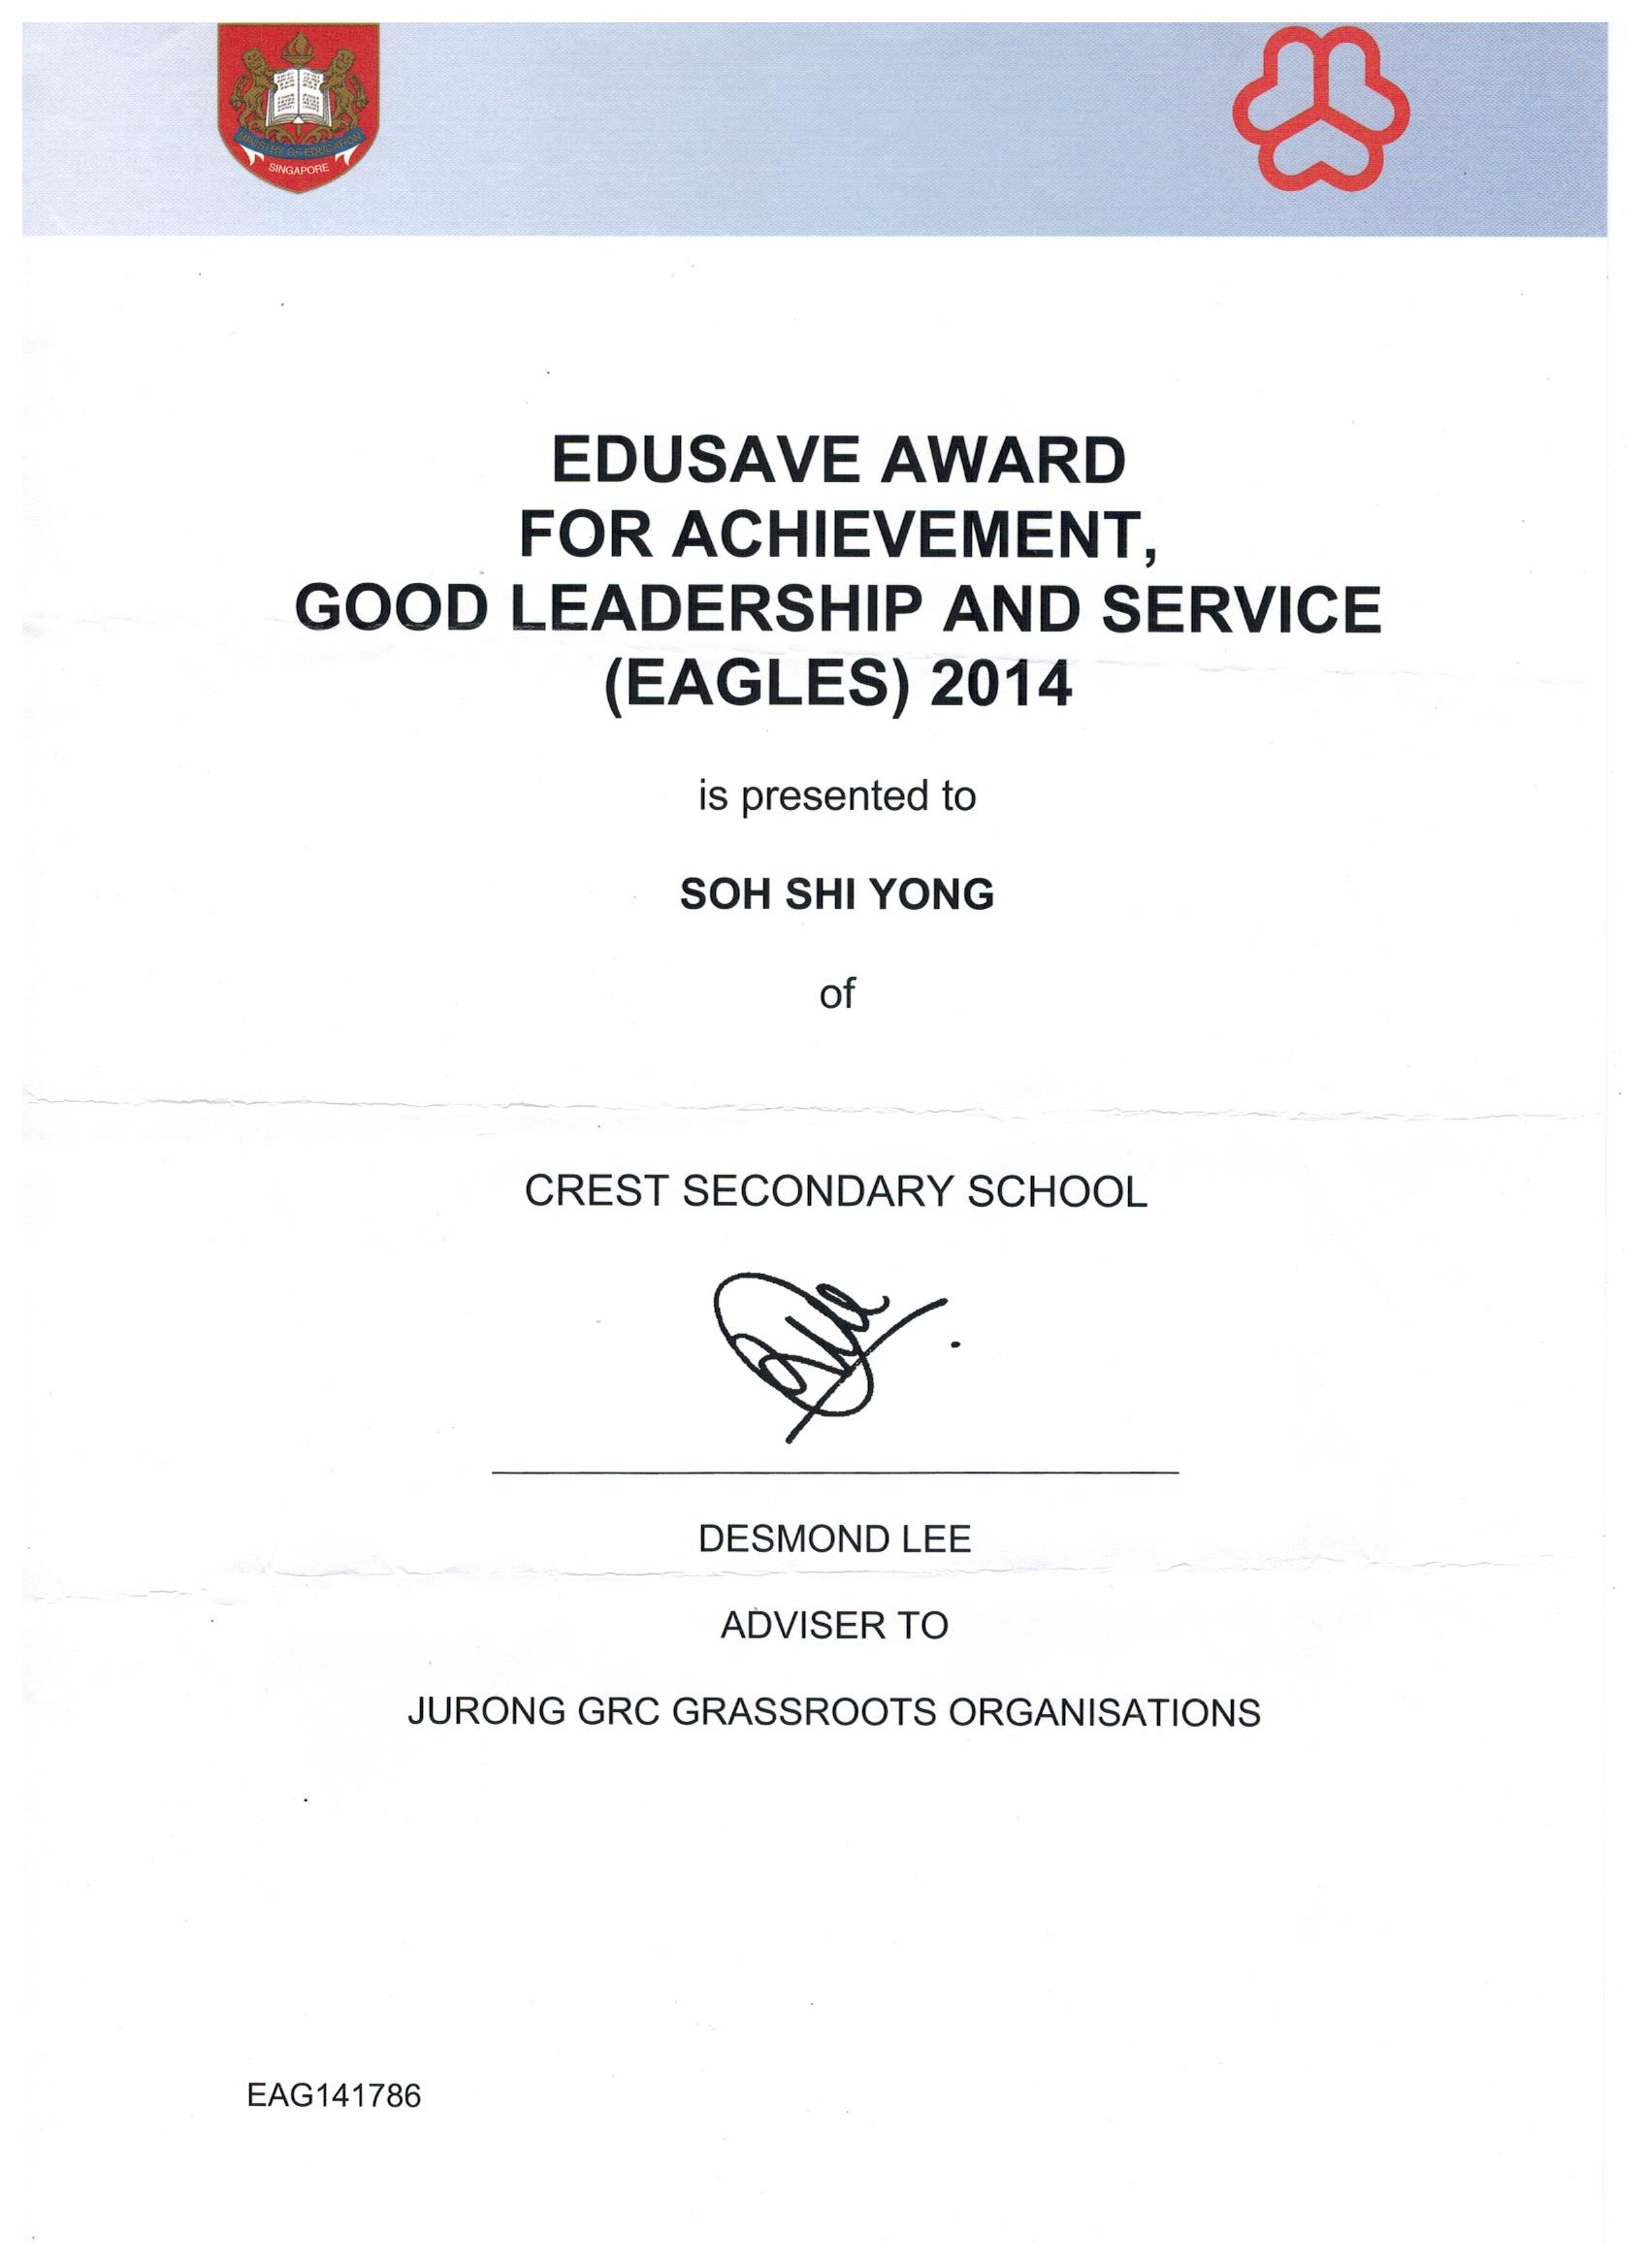 MINISTRY OF EDUCATION
SINGAPORE
EDUSAVE AWARD
FOR ACHIEVEMENT,
GOOD LEADERSHIP AND SERVICE
(EAGLES) 2014
is presented to
SOH SHI YONG
of
CREST SECONDARY SCHOOL
DESMOND LEE
ADVISER TO
JURONG GRC GRASSROOTS ORGANISATIONS
EAG141786